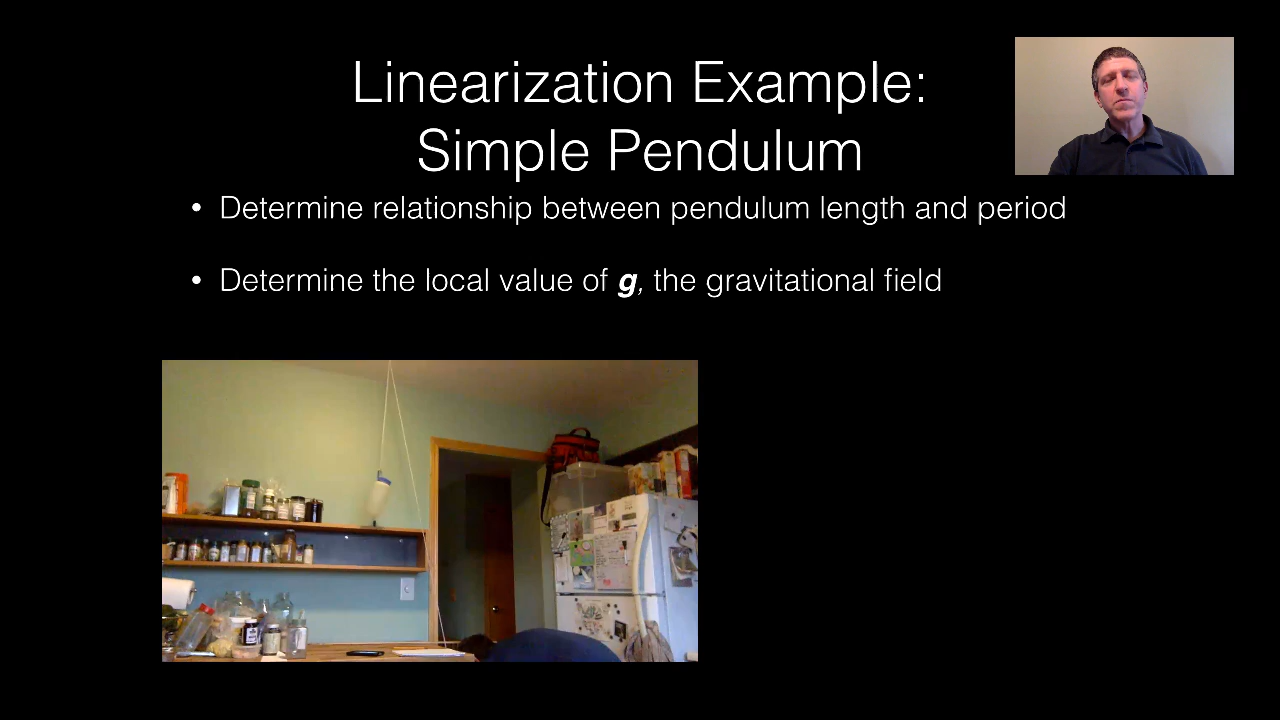 Linearization Example:
Simple Pendulum
• Determine relationship between pendulum length and period
• Determine the local value of g, the gravitational field